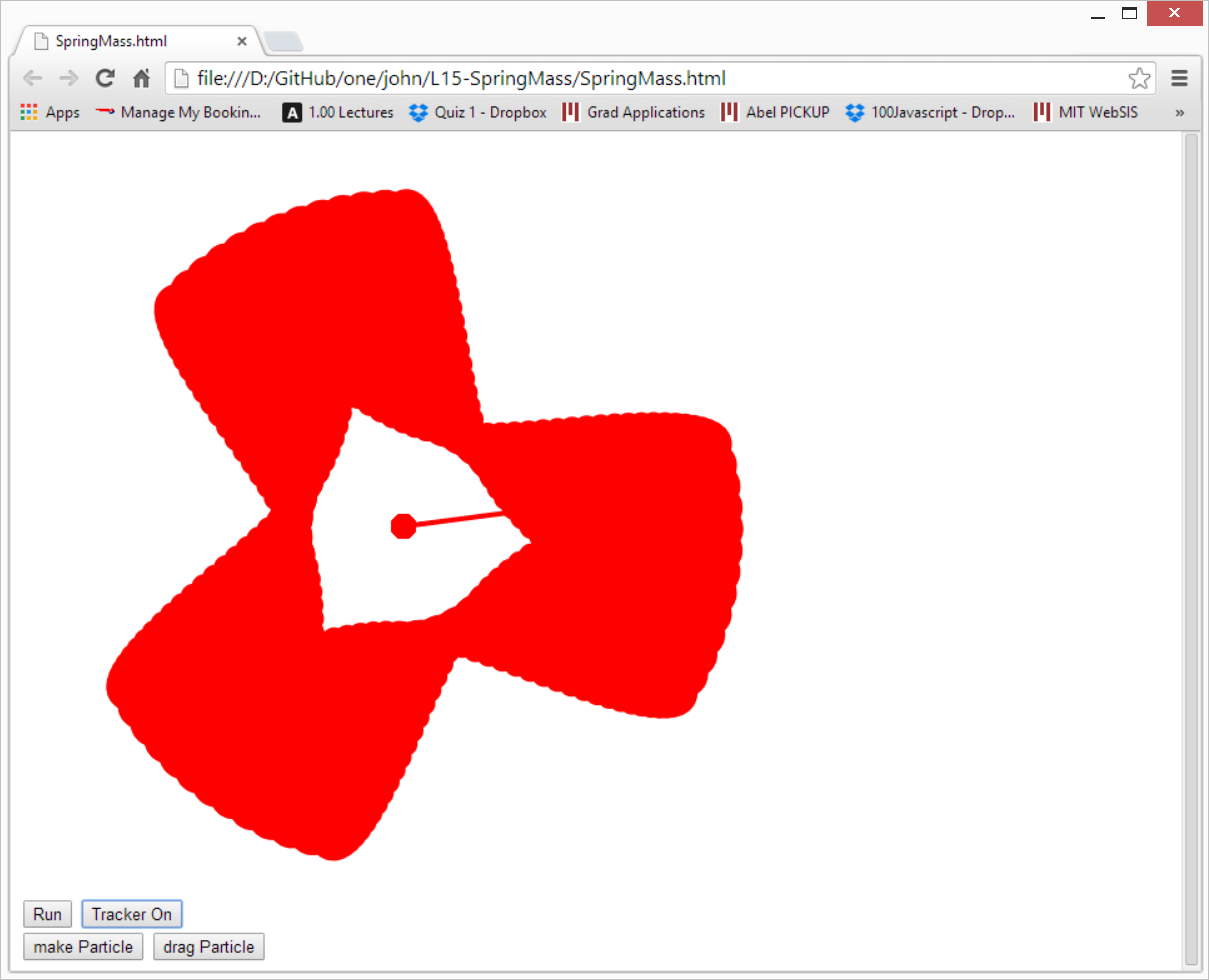 SpringMass.html
file:///D:/GitHub/one/john/L15-SpringMass/SpringMass.html
Apps Manage My Bookin... A 1.00 Lectures Quiz 1 - Dropbox Grad Applications Abel PICKUP 100Javascript - Drop... MIT WebSIS »
Run Tracker On
make Particle drag Particle